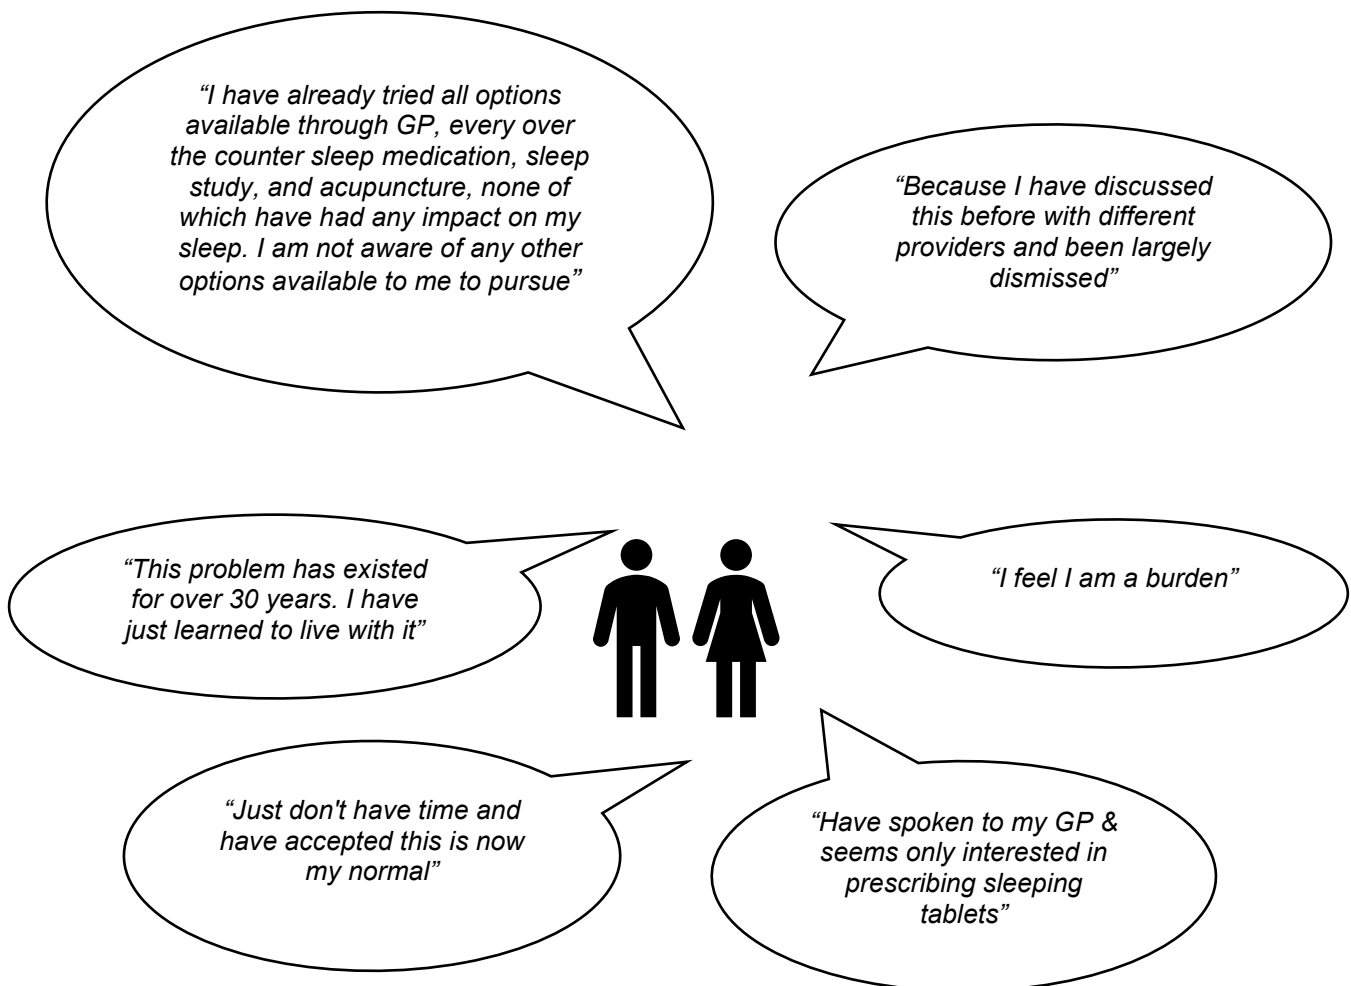 “I have already tried all options
available through GP, every over
the counter sleep medication, sleep
study, and acupuncture, none of
which have had any impact on my
sleep. I am not aware of any other
options available to me to pursue”
“Because I have discussed
this before with different
providers and been largely
dismissed”
“This problem has existed
for over 30 years. I have
just learned to live with it”
“I feel I am a burden”
“Just don't have time and
have accepted this is now
my normal”
“Have spoken to my GP &
seems only interested in
prescribing sleeping
tablets”